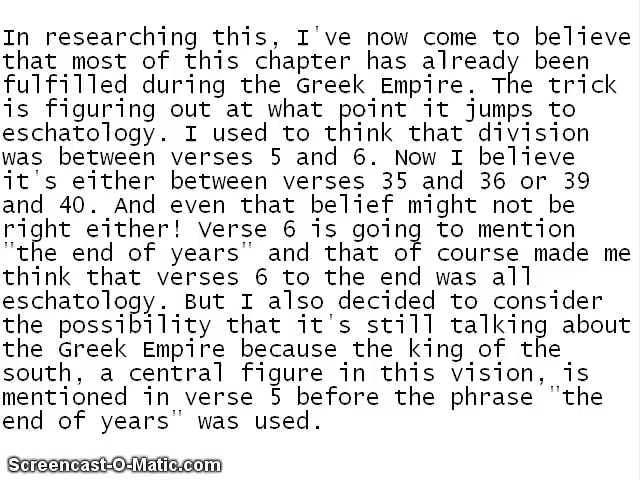 In researching this, I've now come to believe
that most of this chapter has already been
fulfilled during the Greek Empire. The trick
is figuring out at what point it jumps to
eschatology. I used to think that division
was between verses 5 and 6. Now I believe
it's either between verses 35 and 36 or 39
and 40. And even that belief might not be
right either! Verse 6 is going to mention
"the end of years" and that of course made me
think that verses 6 to the end was all
eschatology. But I also decided to consider
the possibility that it's still talking about
the Greek Empire because the king of the
south, a central figure in this vision, is
mentioned in verse 5 before the phrase "the
end of years" was used.
Screencast-O-Matic.com